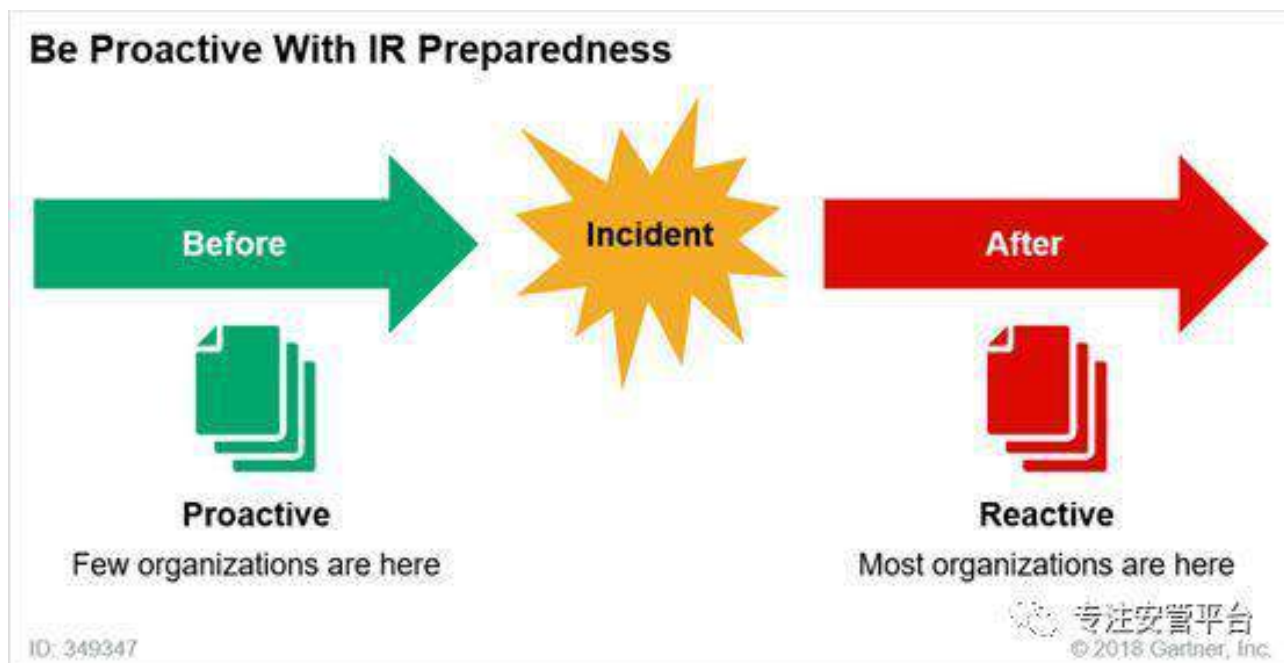 Be Proactive With IR Preparedness
Before
Incident
After
Proactive
Reactive
Few organizations are here
Most organizations are here
专注安管平台
ID: 349347
© 2018 Gartner, Inc.